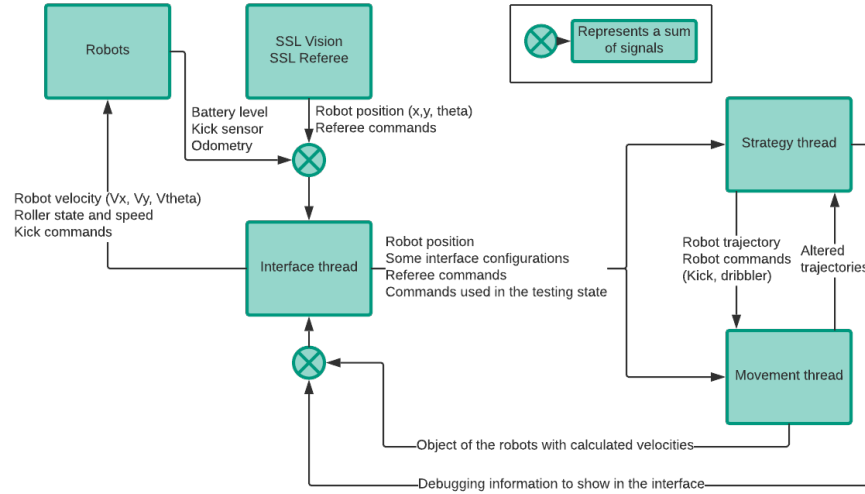 Robots
SSL Vision
SSL Referee
Represents a sum
of signals
Battery level
Kick sensor
Odometry
Robot position (x,y, theta)
Referee commands
Strategy thread
Robot velocity (Vx, Vy, Vtheta)
Roller state and speed
Kick commands
Interface thread
Robot position
Some interface configurations
Referee commands
Commands used in the testing state
Robot trajectory
Robot commands
(Kick, dribbler)
Altered
trajectories
Movement thread
Object of the robots with calculated velocities
Debugging information to show in the interface